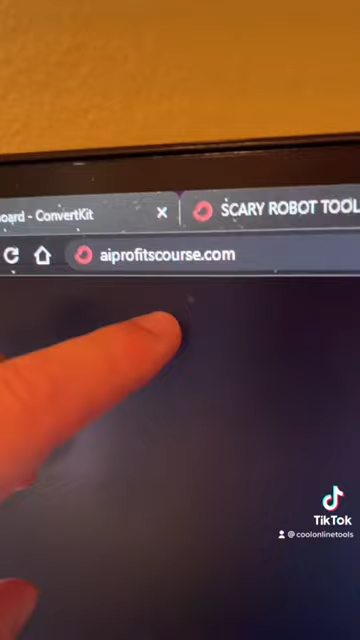 oard - ConvertKit
SCARY ROBOT TOOL
aiprofitscourse.com
TikTok
@coolonlinetools